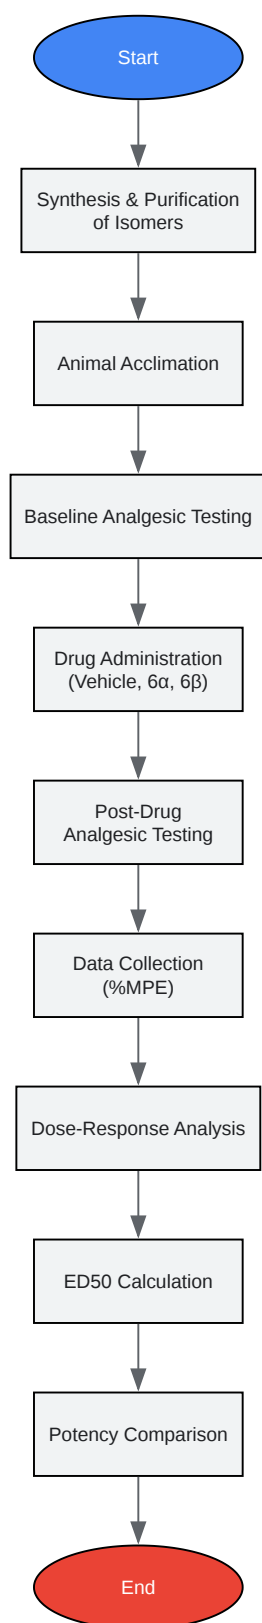 Start
Synthesis & Purification
of Isomers
Animal Acclimation
Baseline Analgesic Testing
Drug Administration
(Vehicle, 6α, 6β)
Post-Drug
Analgesic Testing
Data Collection
(%MPE)
Dose-Response Analysis
ED50 Calculation
Potency Comparison
End